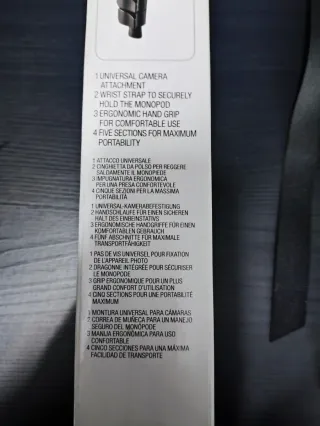 1 UNIVERSAL CAMERA
ATTACHMENT
2 WRIST STRAP TO SECURELY
HOLD THE MONOPOD
3 ERGONOMIC HAND GRIP
FOR COMFORTABLE USE
4 FIVE SECTIONS FOR MAXIMUM
PORTABILITY
1 ATTACCO UNIVERSALE
2 CINGHIETTA DA POLSO PER REGGERE
SALDAMENTE IL MONOPIEDE
3 IMPUGNATURA ERGONOMICA
PER UNA PRESA CONFORTEVOLE
4 CINQUE SEZIONI PER LA MASSIMA
PORTABILITÀ
1 UNIVERSAL-KAMERABEFESTIGUNG
2 HANDSCHLAUFE FÜR EINEN SICHEREN
HALT DES EINBEINSTATIVS
3 ERGONOMISCHE HANDGRIFFE FÜR EINEN
KOMFORTABLEN GEBRAUCH
4 FÜNF ABSCHNITTE FÜR MAXIMALE
TRANSPORTFÄHIGKEIT
1 PAS DE VIS UNIVERSEL POUR FIXATION
DE L'APPAREIL PHOTO
2 DRAGONNE INTÉGRÉE POUR SÉCURISER
LE MONOPODE
3 GRIP ERGONOMIQUE POUR UN PLUS
GRAND CONFORT D'UTILISATION
4 CINQ SECTIONS POUR UNE PORTABILITÉ
MAXIMUM
1 MONTURA UNIVERSAL PARA CÁMARAS
2 CORREA DE MUÑECA PARA UN MANEJO
SEGURO DEL MONOPODE
3 MANIJA ERGONÓMICA PARA USO
CONFORTABLE
4 CINCO SECCIONES PARA UNA MÁXIMA
FACILIDAD DE TRANSPORTE